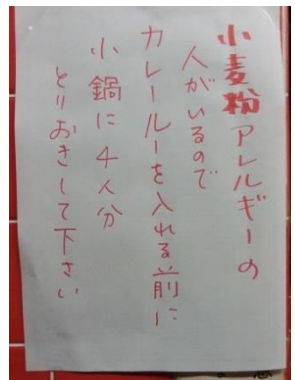 小麦粉アレルギーの
人がいるので
カレールーを入れる前に
小鍋に4人分
とりおきして下さい